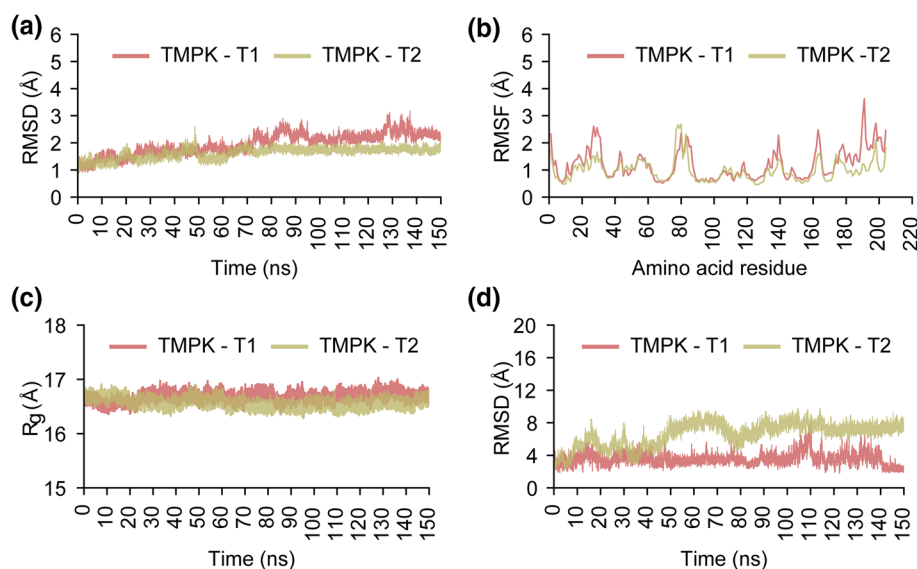 (a)
TMPK - T1 TMPK - T2
RMSD (Å)
6
5
4
3
2
1
0
0 10 20 30 40 50 60 70 80 90 100 110 120 130 140 150
Time (ns)
(b)
TMPK - T1 TMPK -T2
RMSF (Å)
6
5
4
3
2
1
0
0 20 40 60 80 100 120 140 160 180 200 220
Amino acid residue
(c)
TMPK - T1 TMPK - T2
Rg (Å)
18
17
16
15
0 10 20 30 40 50 60 70 80 90 100 110 120 130 140 150
Time (ns)
(d)
TMPK - T1 TMPK - T2
RMSD (Å)
20
16
12
8
4
0
0 10 20 30 40 50 60 70 80 90 100 110 120 130 140 150
Time (ns)